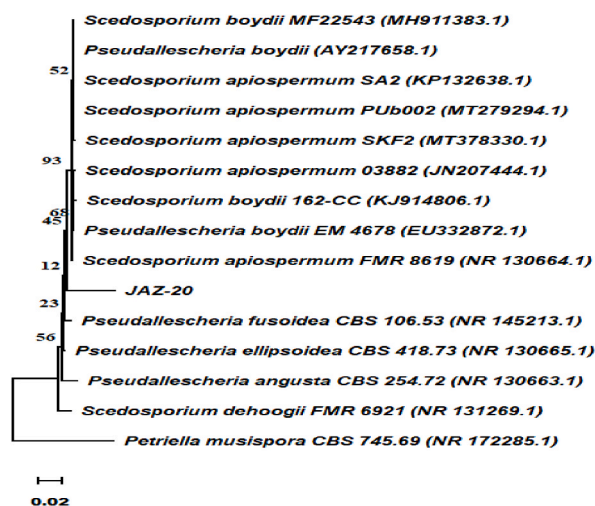 Scedosporium boydii MF22543 (MH911383.1)
Pseudallescheria boydii (AY217658.1)
52
Scedosporium apiospermum SA2 (KP132638.1)
Scedosporium apiospermum PUb002 (MT279294.1)
Scedosporium apiospermum SKF2 (MT378330.1)
93
Scedosporium apiospermum 03882 (JN207444.1)
Scedosporium boydii 162-CC (KJ914806.1)
68
45
Pseudallescheria boydii EM 4678 (EU332872.1)
Scedosporium apiospermum FMR 8619 (NR 130664.1)
12
JAZ-20
23
Pseudallescheria fusoidea CBS 106.53 (NR 145213.1)
56
Pseudallescheria ellipsoidea CBS 418.73 (NR 130665.1)
Pseudallescheria angusta CBS 254.72 (NR 130663.1)
Scedosporium dehoogii FMR 6921 (NR 131269.1)
Petriella musispora CBS 745.69 (NR 172285.1)
0.02